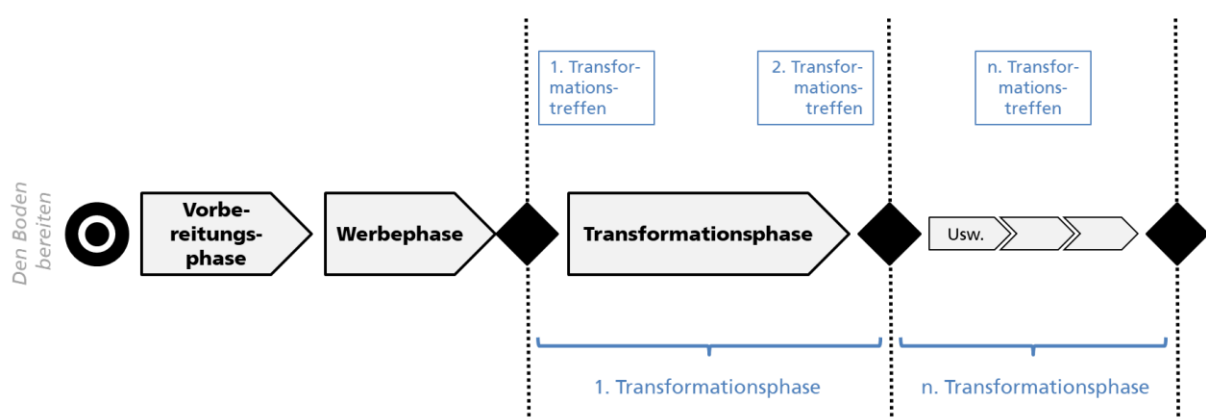 1. Transfor-
mations-
treffen
2. Transfor-
mations-
treffen
n. Transfor-
mations-
treffen
Den Boden
bereiten
Vorbe-
reitungs-
phase
Werbephase
Transformationsphase
Usw.
1. Transformationsphase
n. Transformationsphase